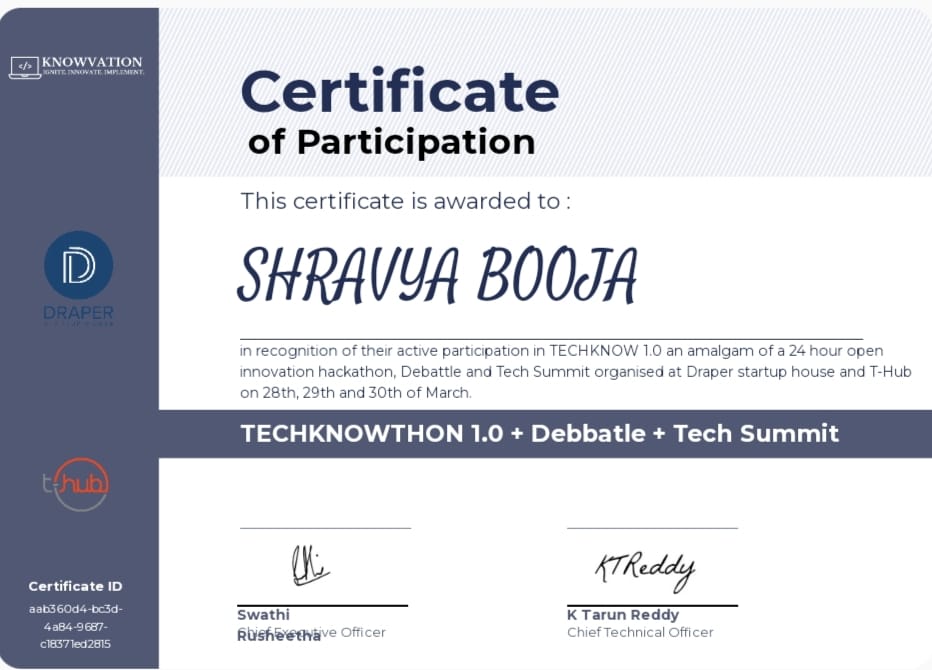 </> KNOWVATION
IGNITE. INNOVATE. IMPLEMENT.
Certificate
of Participation
This certificate is awarded to :
SHRAVYA BOOJA
D
DRAPER
in recognition of their active participation in TECHKNOW 1.0 an amalgam of a 24 hour open
innovation hackathon, Debattle and Tech Summit organised at Draper startup house and T-Hub
on 28th, 29th and 30th of March.
TECHKNOWTHON 1.0 + Debbatle + Tech Summit
t-hub
Certificate ID
aab360d4-bc3d-
4a84-9687-
c18371ed2815
KTReddy
Swathi
Rusheetha
Chief Executive Officer
K Tarun Reddy
Chief Technical Officer